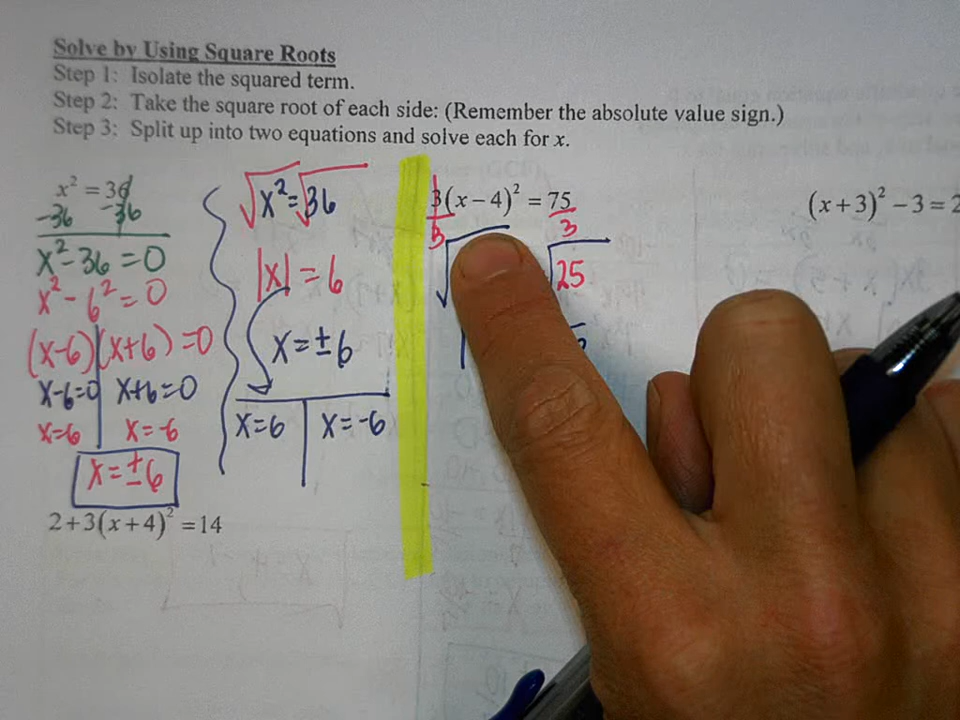 Solve by Using Square Roots
Step 1: Isolate the squared term.
Step 2: Take the square root of each side: (Remember the absolute value sign.)
Step 3: Split up into two equations and solve each for x.
x² = 36
-36 -36
x² - 36 = 0
x² - 6² = 0
(x-6)(x+6) = 0
x-6=0 x+6=0
x=6 x=-6
x = ±6
√x² = √36
|x| = 6
x = ±6
x=6 x=-6
3(x − 4)² = 75
3 3
√ √25
(x+3)² − 3 = 2
2+3(x+4)² = 14